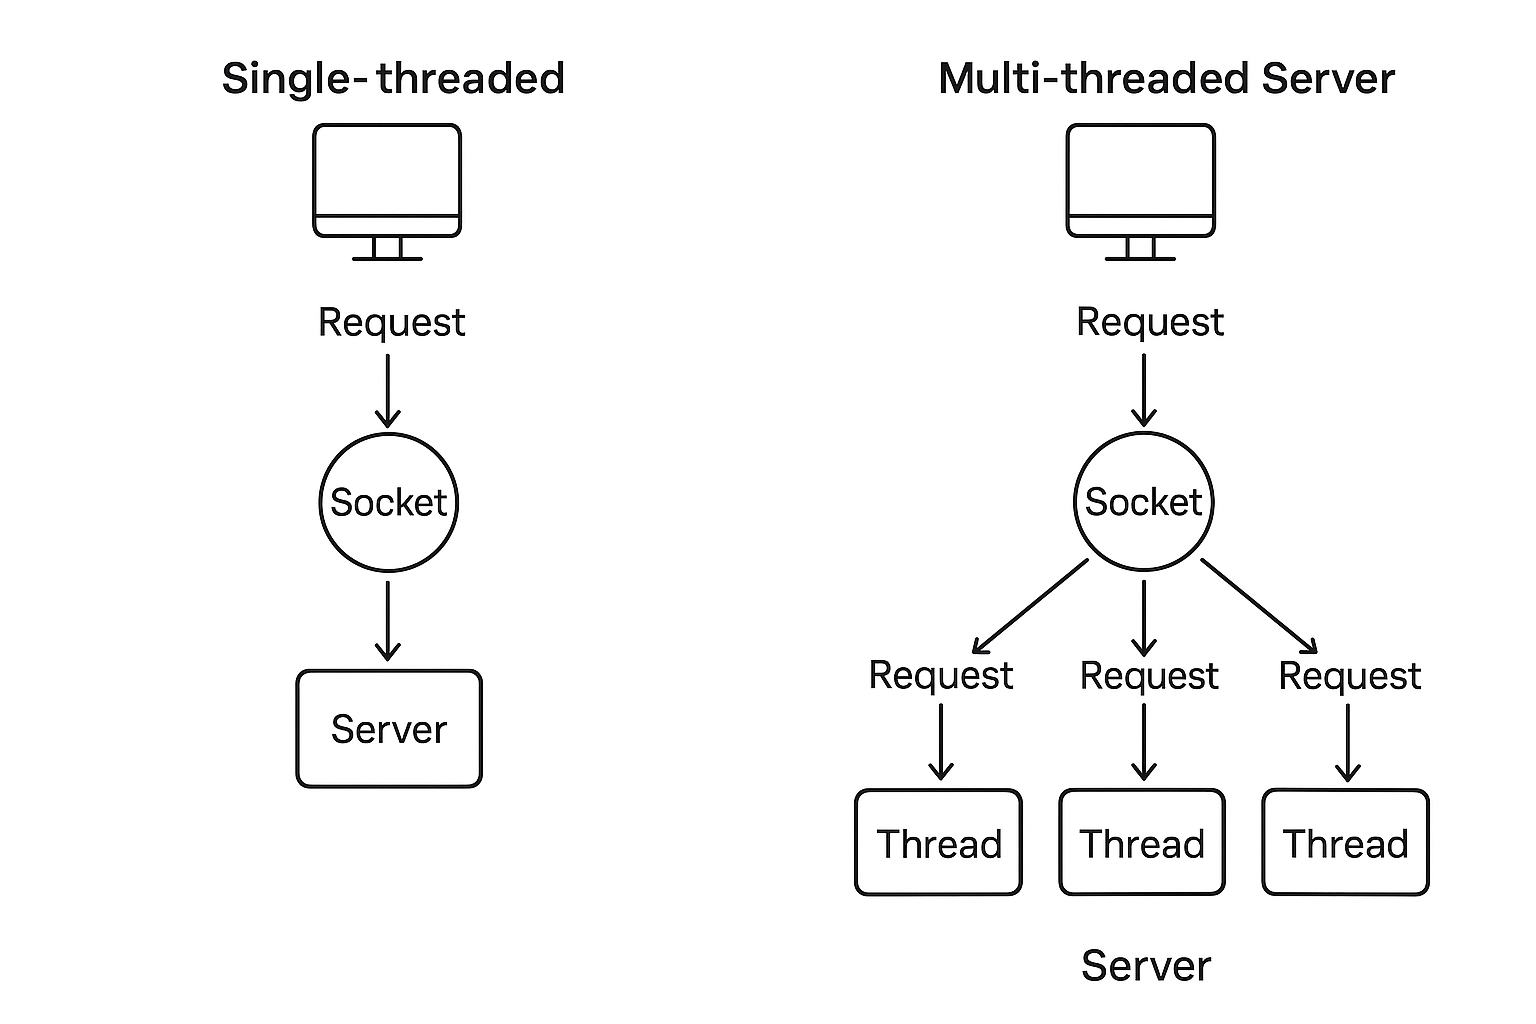 Single-threaded
Request
Socket
Server
Multi-threaded Server
Request
Socket
Request Request Request
Thread Thread Thread
Server